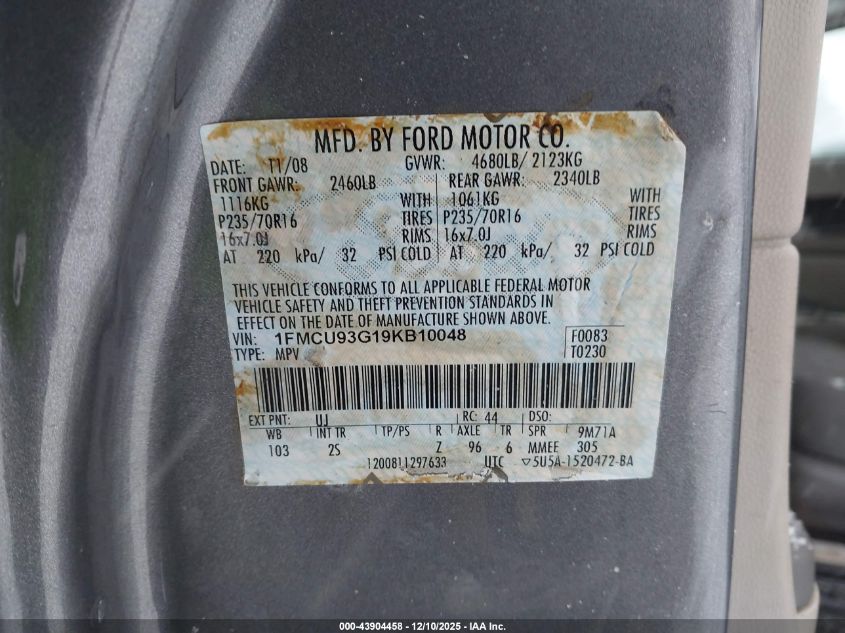 MFD. BY FORD MOTOR CO.
DATE: 11/08 GVWR: 4680LB/ 2123KG
FRONT GAWR: 2460LB REAR GAWR: 2340LB
1116KG WITH 1061KG WITH
P235/70R16 TIRES P235/70R16 TIRES
16x7.0J RIMS 16x7.0J RIMS
AT 220 kPa/ 32 PSI COLD AT 220 kPa/ 32 PSI COLD
THIS VEHICLE CONFORMS TO ALL APPLICABLE FEDERAL MOTOR
VEHICLE SAFETY AND THEFT PREVENTION STANDARDS IN
EFFECT ON THE DATE OF MANUFACTURE SHOWN ABOVE.
VIN: 1FMCU93G19KB10048 F0083
TYPE: MPV T0230
EXT PNT: UJ RC: 44 DSO:
WB INT TR TP/PS R AXLE TR SPR 9M71A
103 2S Z 96 6 MMEE 305
1200811297633 UTC ▽5U5A-1520472-BA
000-43904458 - 12/10/2025 - IAA Inc.